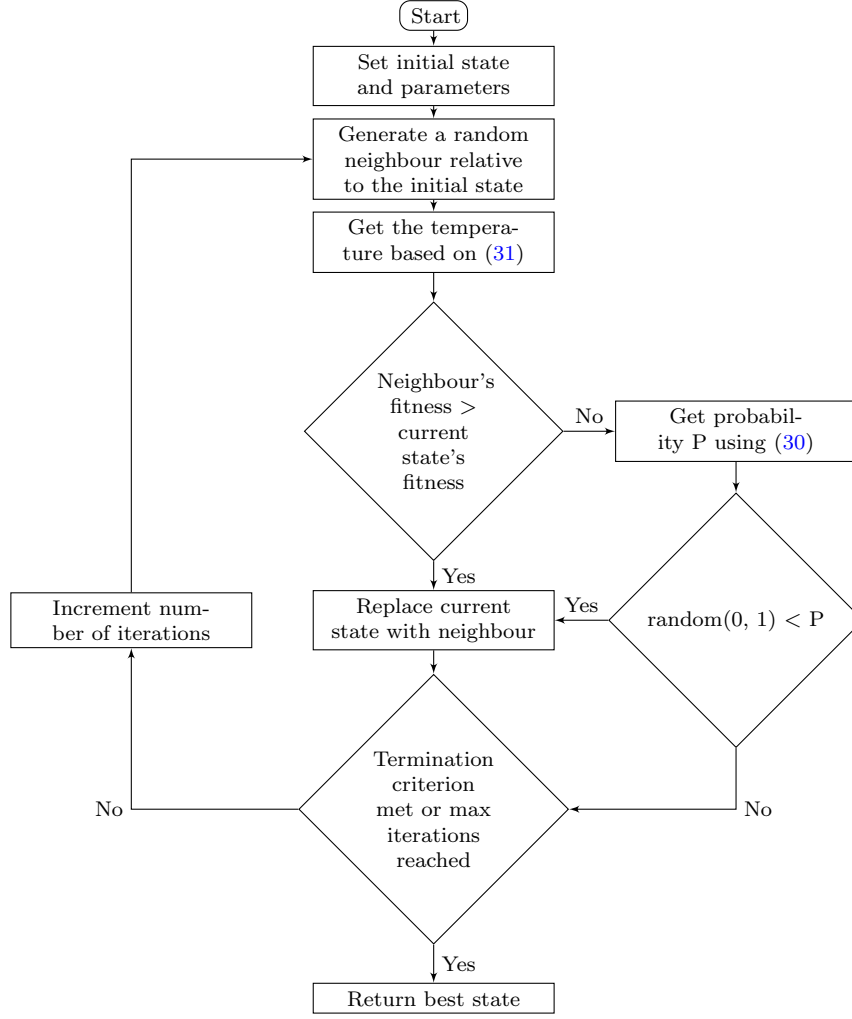 Start
Set initial state
and parameters
Generate a random
neighbour relative
to the initial state
Get the tempera-
ture based on (31)
Neighbour's
fitness >
current
state's
fitness
No
Get probabil-
ity P using (30)
Yes
Increment num-
ber of iterations
Replace current
state with neighbour
Yes
random(0, 1) < P
Termination
criterion
met or max
iterations
reached
No
No
Yes
Return best state